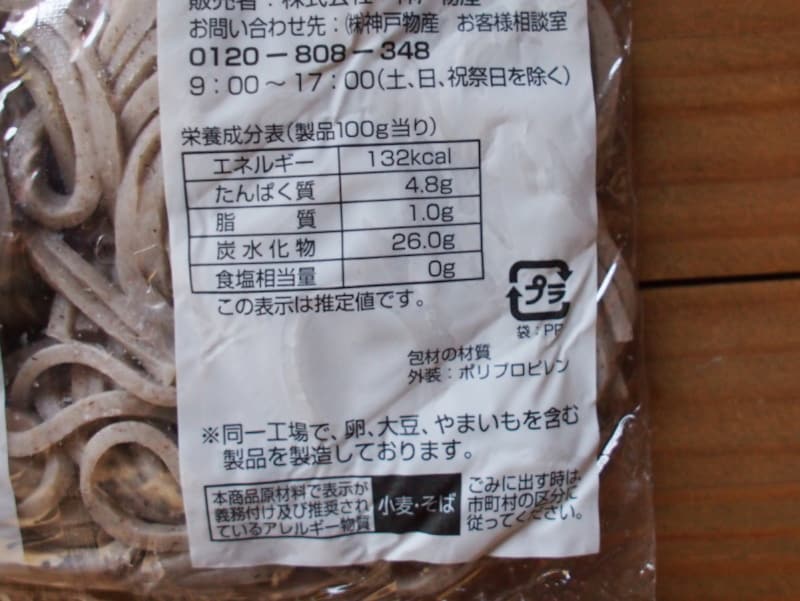 お問い合わせ先：㈱神戸物産 お客様相談室
0120－808－348
9：00～17：00(土、日、祝祭日を除く)
栄養成分表(製品100g当り)
エネルギー 132kcal
たんぱく質 4.8g
脂質 1.0g
炭水化物 26.0g
食塩相当量 0g
この表示は推定値です。
プラ
袋：PP
包材の材質
外装：ポリプロピレン
※同一工場で、卵、大豆、やまいもを含む
製品を製造しております。
本商品原材料で表示が
義務付け及び推奨され
ているアレルギー物質
小麦・そば
ごみに出す時は
市町村の区分に
従ってください。